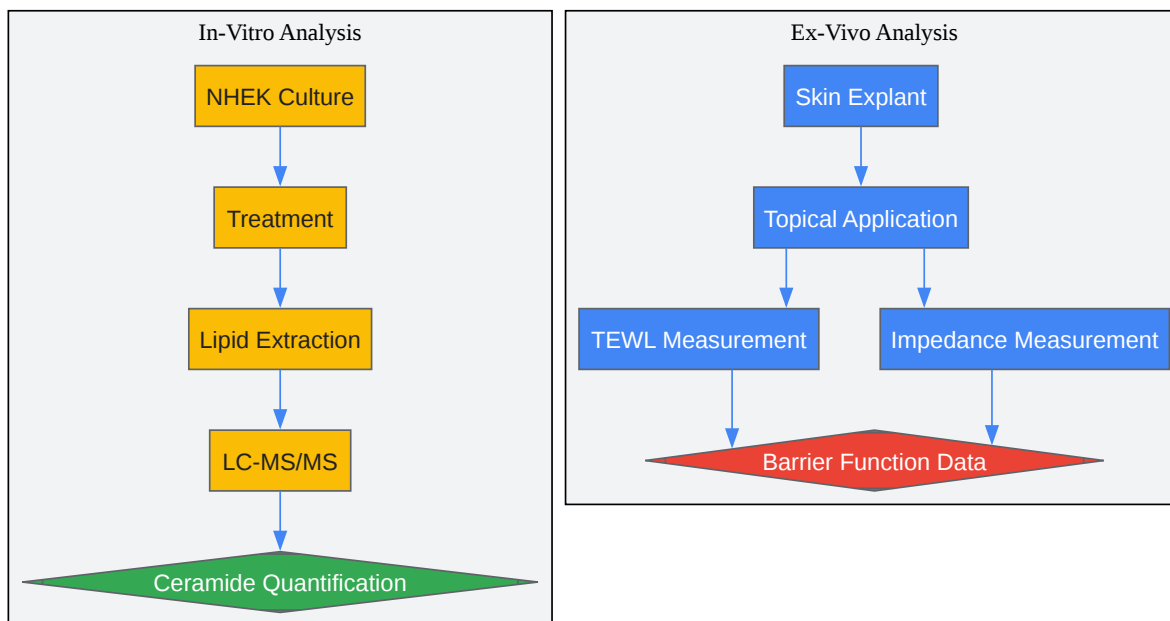 In-Vitro Analysis
NHEK Culture
Treatment
Lipid Extraction
LC-MS/MS
Ceramide Quantification
Ex-Vivo Analysis
Skin Explant
Topical Application
TEWL Measurement
Impedance Measurement
Barrier Function Data